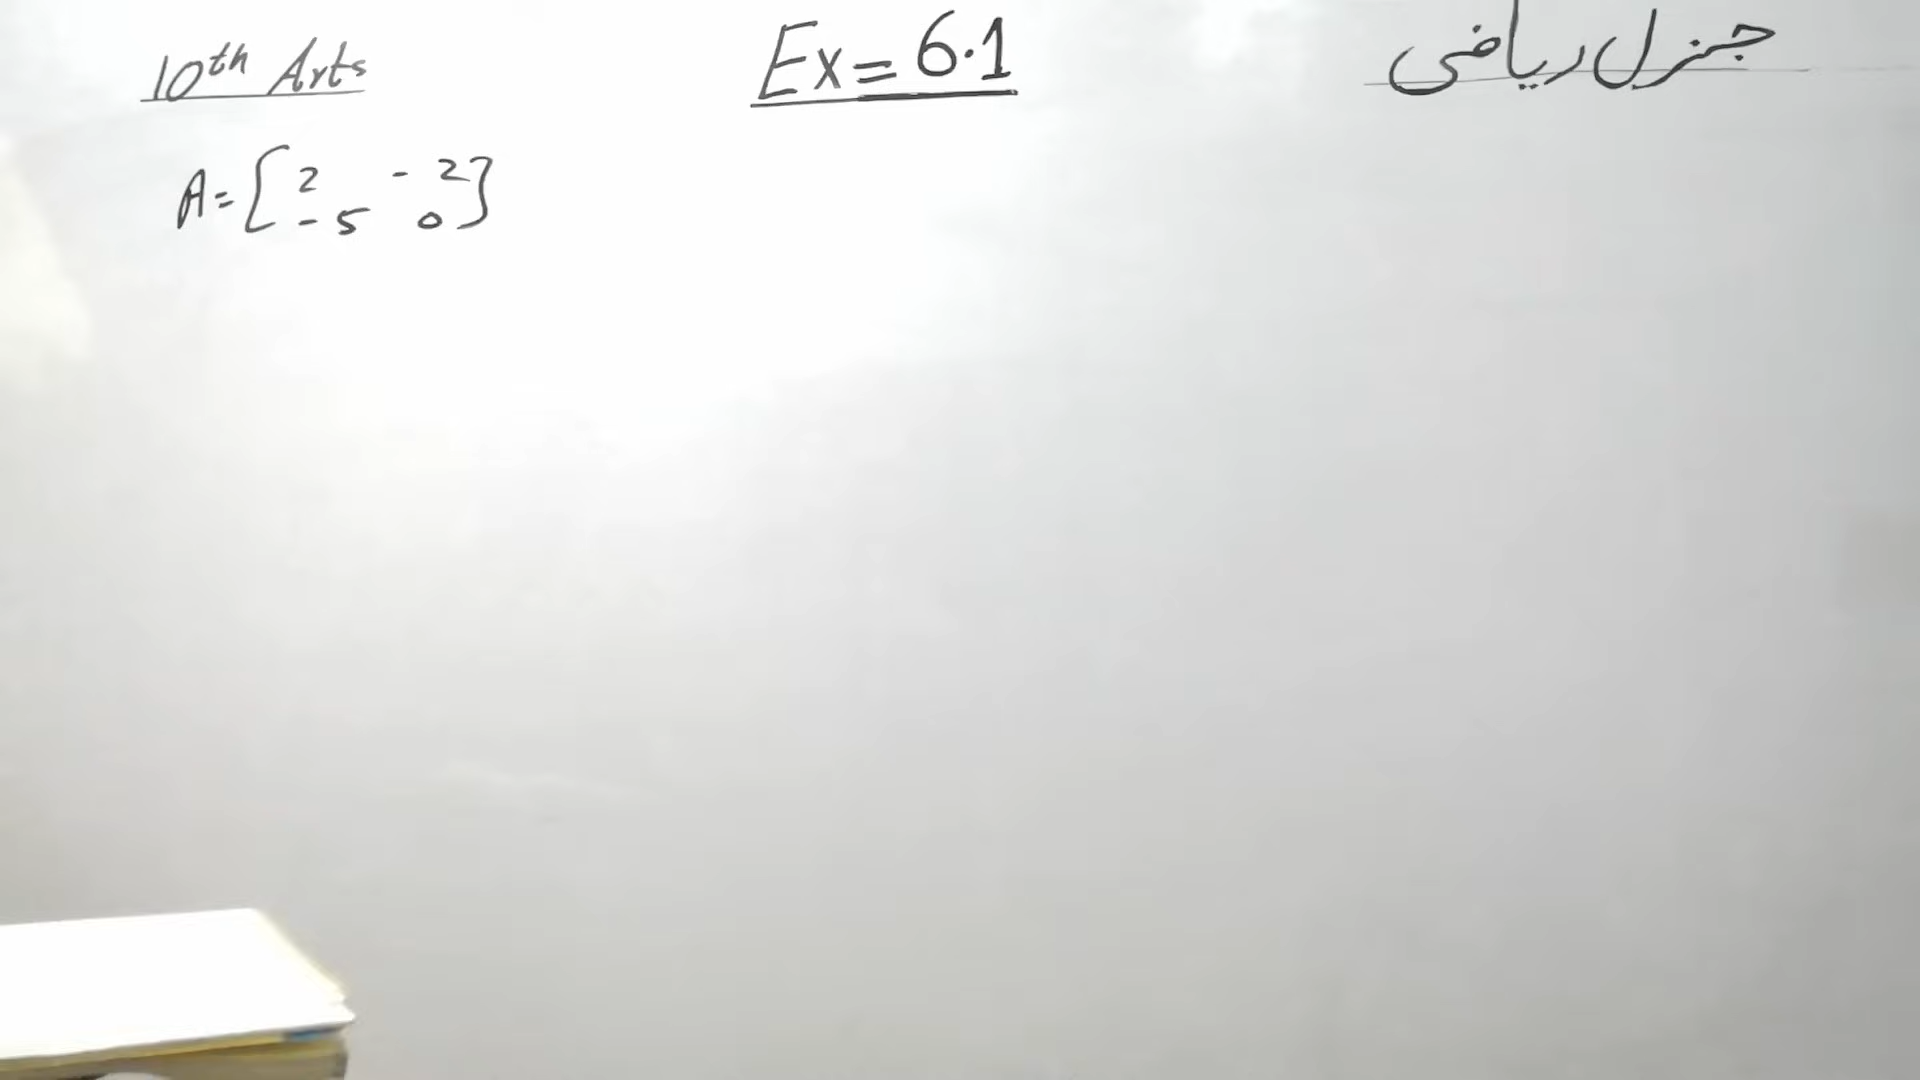 10th Arts Ex = 6.1 جنرل ریاضی
A = [ 2 - 2 ]
- 5 0